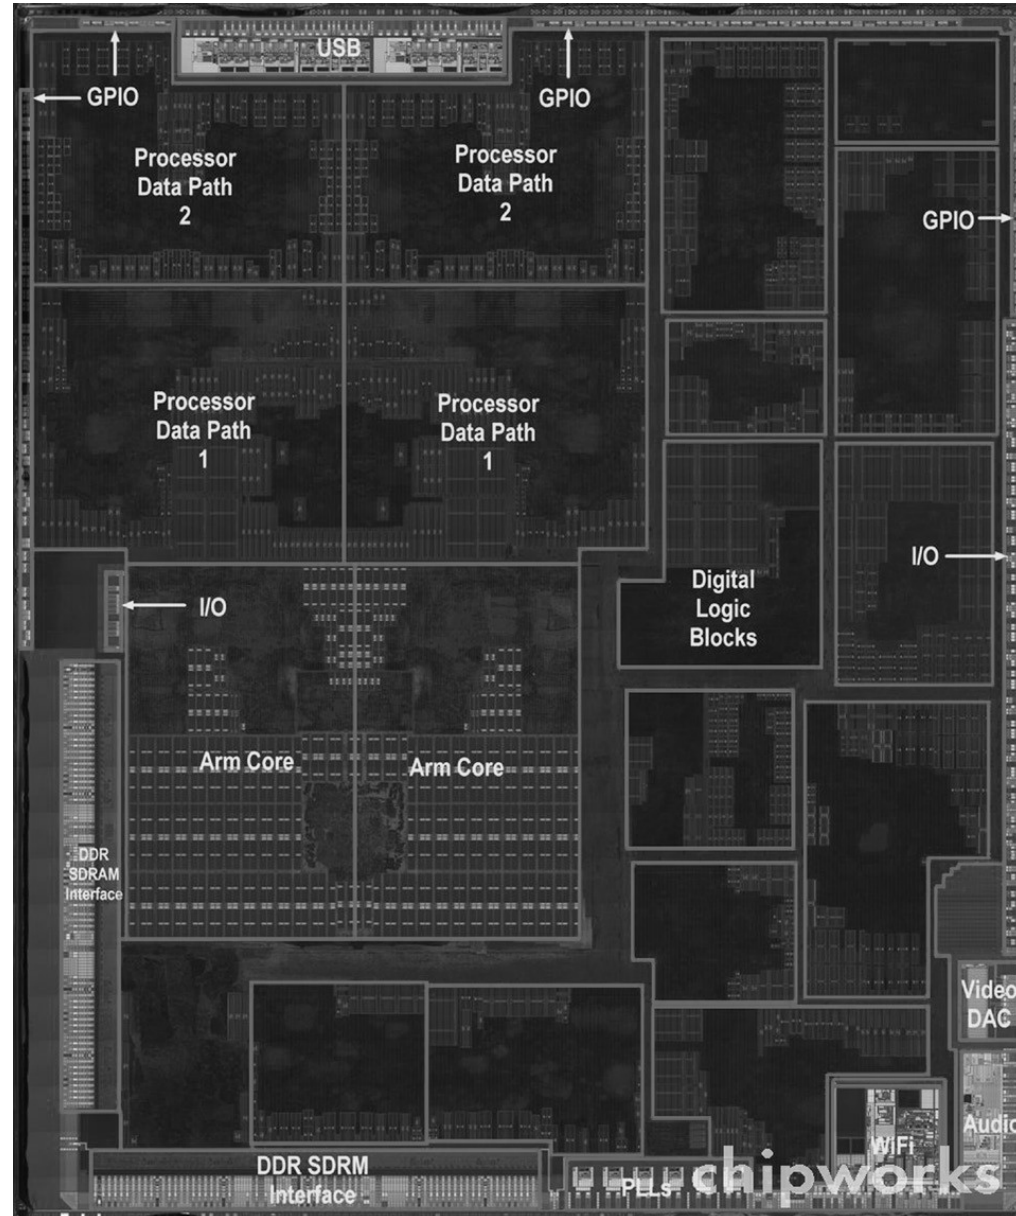 USB
GPIO
GPIO
Processor
Data Path
2
Processor
Data Path
2
GPIO
Processor
Data Path
1
Processor
Data Path
1
I/O
Digital
Logic
Blocks
I/O
Arm Core
Arm Core
DDR
SDRAM
Interface
Video
DAC
Audio
WiFi
DDR SDRM
Interface
PLLs
chipworks